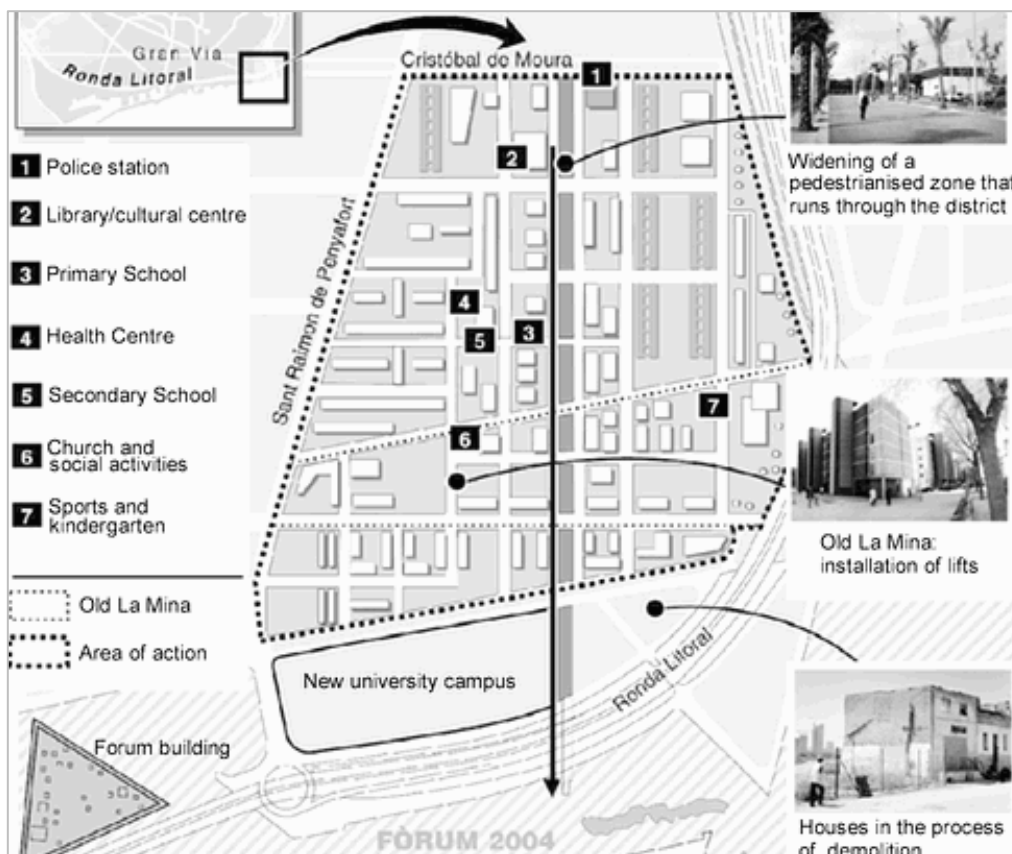 Gran Via
Ronda Litoral
Cristóbal de Moura
1 Police station
2 Library/cultural centre
3 Primary School
4 Health Centre
5 Secondary School
6 Church and
social activities
7 Sports and
kindergarten
Old La Mina
Area of action
Sant Raimon de Penyafort
1
2
3
4
5
6
7
Widening of a
pedestrianised zone that
runs through the district
Old La Mina:
installation of lifts
Ronda Litoral
New university campus
Forum building
FÒRUM 2004
Houses in the process
of demolition